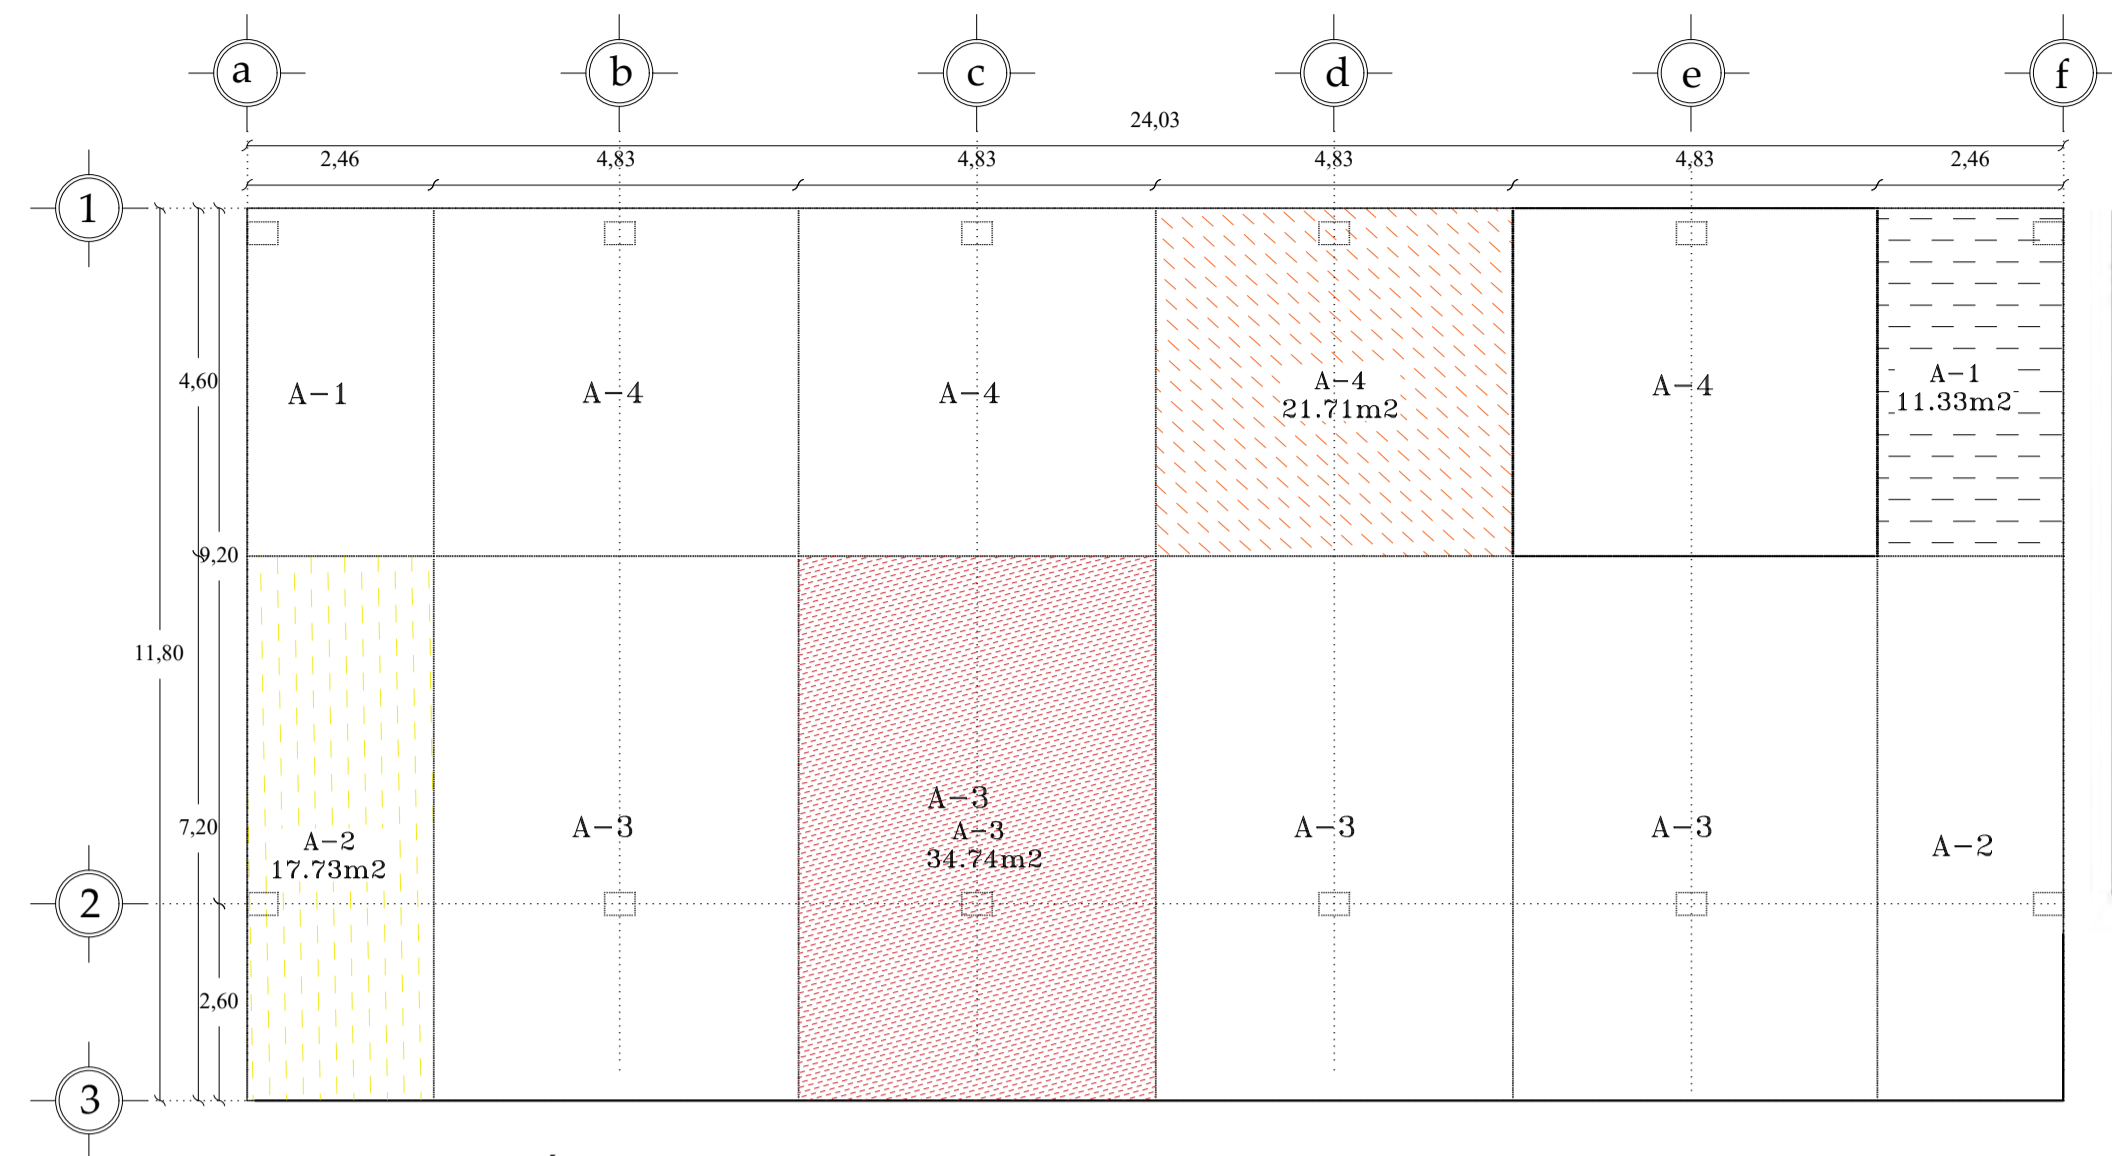 a b c d e f
24,03
2,46 4,83 4,83 4,83 4,83 2,46
1
4,60
A-1 A-4 A-4 A-4 A-4 A-1
21.71m2 11.33m2
9,20
11,80
A-3
7,20 A-2 A-3 A-3 A-3 A-3 A-2
17.73m2 34.74m2
2
2,60
3